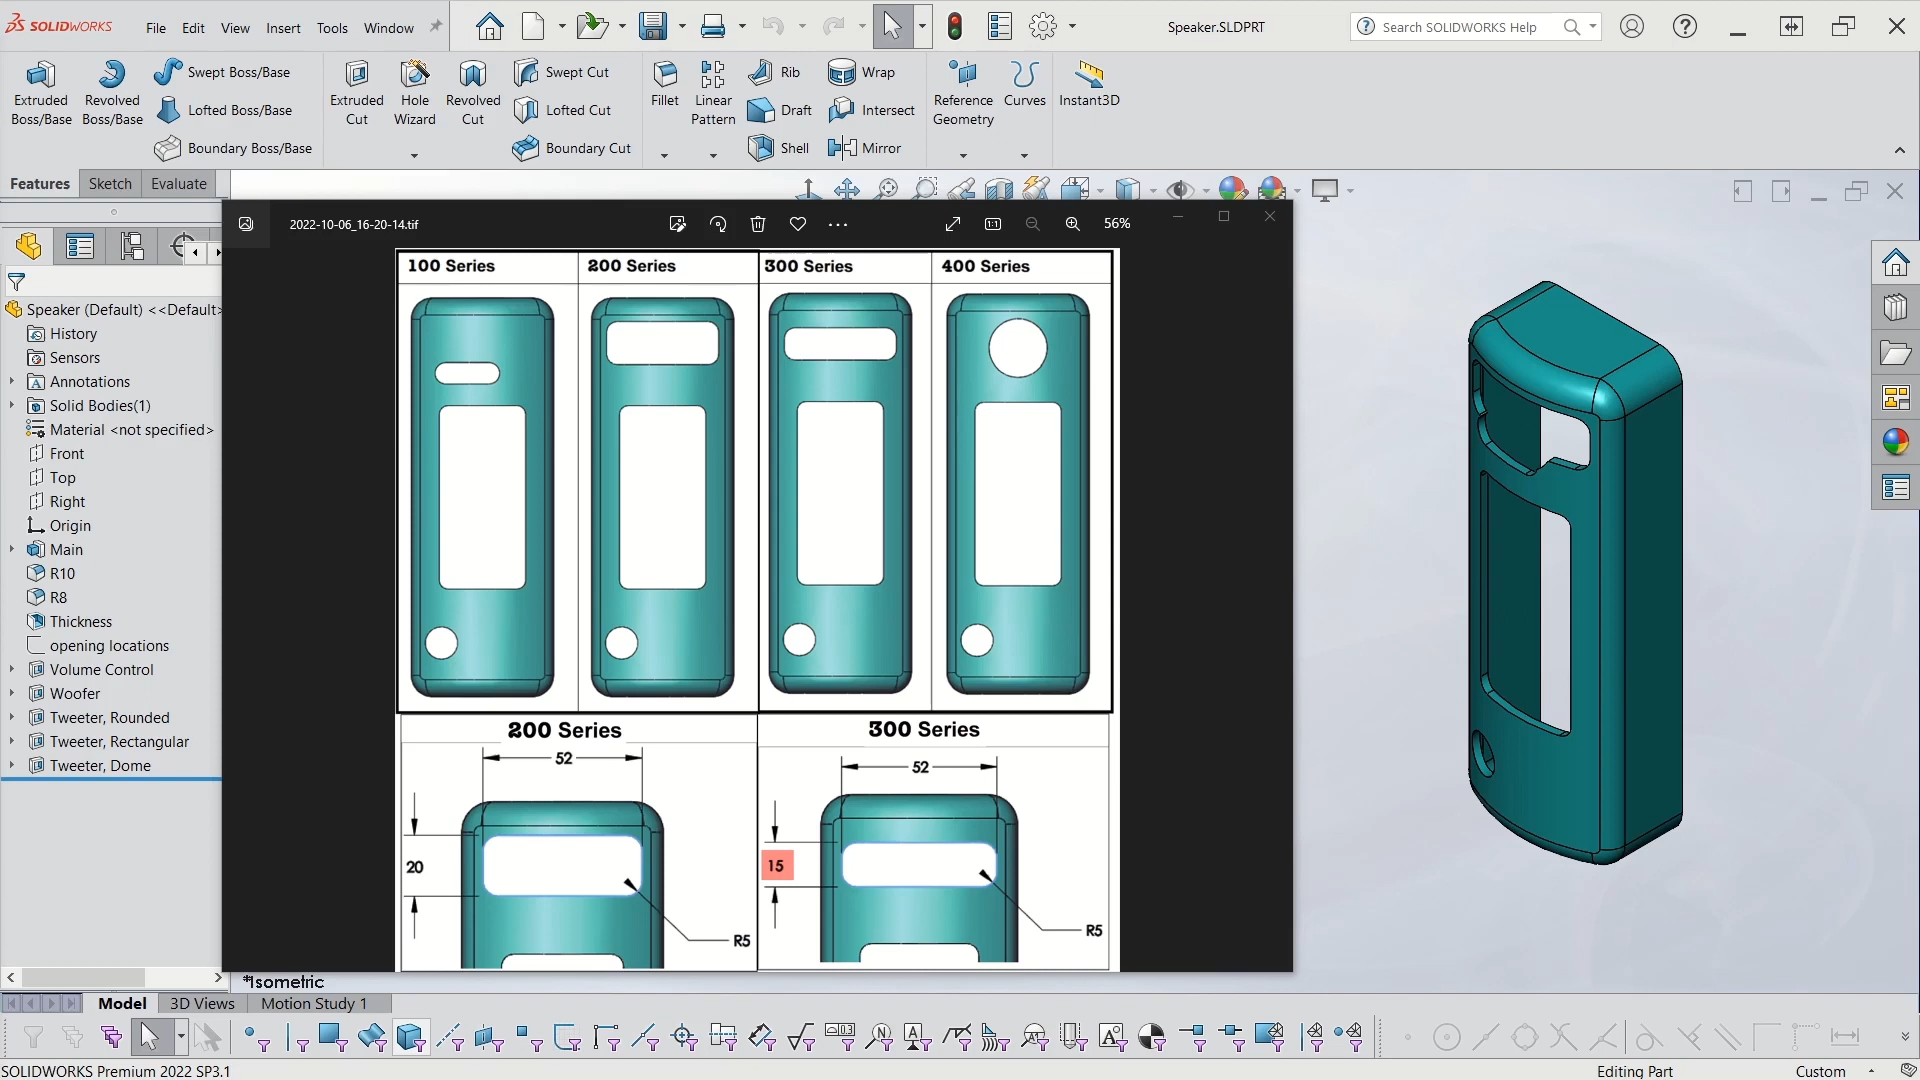 SOLIDWORKS
File Edit View Insert Tools Window
Speaker.SLDPRT
Search SOLIDWORKS Help
Extruded Boss/Base
Revolved Boss/Base
Swept Boss/Base
Lofted Boss/Base
Boundary Boss/Base
Extruded Cut
Hole Wizard
Revolved Cut
Swept Cut
Lofted Cut
Boundary Cut
Fillet
Linear Pattern
Rib
Draft
Shell
Wrap
Intersect
Mirror
Reference Geometry
Curves
Instant3D
Features Sketch Evaluate
2022-10-06_16-20-14.tif
56%
Speaker (Default) <<Default>
History
Sensors
Annotations
Solid Bodies(1)
Material <not specified>
Front
Top
Right
Origin
Main
R10
R8
Thickness
opening locations
Volume Control
Woofer
Tweeter, Rounded
Tweeter, Rectangular
Tweeter, Dome
100 Series
200 Series
300 Series
400 Series
200 Series
52
20
R5
300 Series
52
15
R5
*Isometric
Model 3D Views Motion Study 1
SOLIDWORKS Premium 2022 SP3.1
Editing Part
Custom